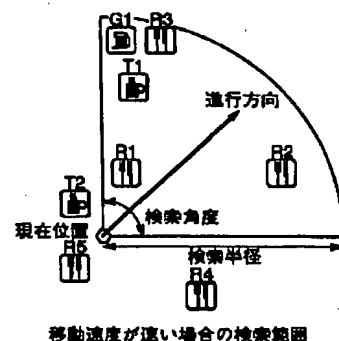 G1 R3
T1
進行方向
R1
R2
T2
検索角度
現在位置
検索半径
R5
R4
移動速度が速い場合の検索範囲